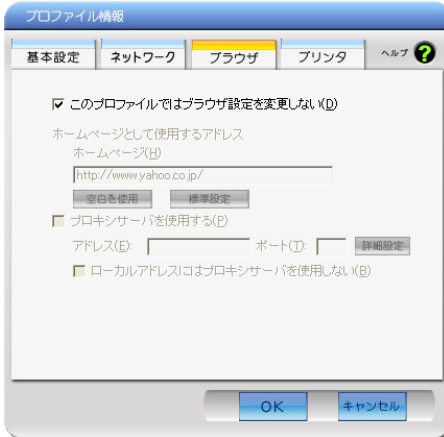 プロファイル情報
基本設定 ネットワーク ブラウザ プリンタ ヘルプ ?
このプロファイルではブラウザ設定を変更しない(D)
ホームページとして使用するアドレス
ホームページ(H)
http://www.yahoo.co.jp/
空白を使用 標準設定
プロキシサーバを使用する(P)
アドレス(E): ポート(T): 詳細設定
ローカルアドレスにはプロキシサーバを使用しない(B)
OK キャンセル